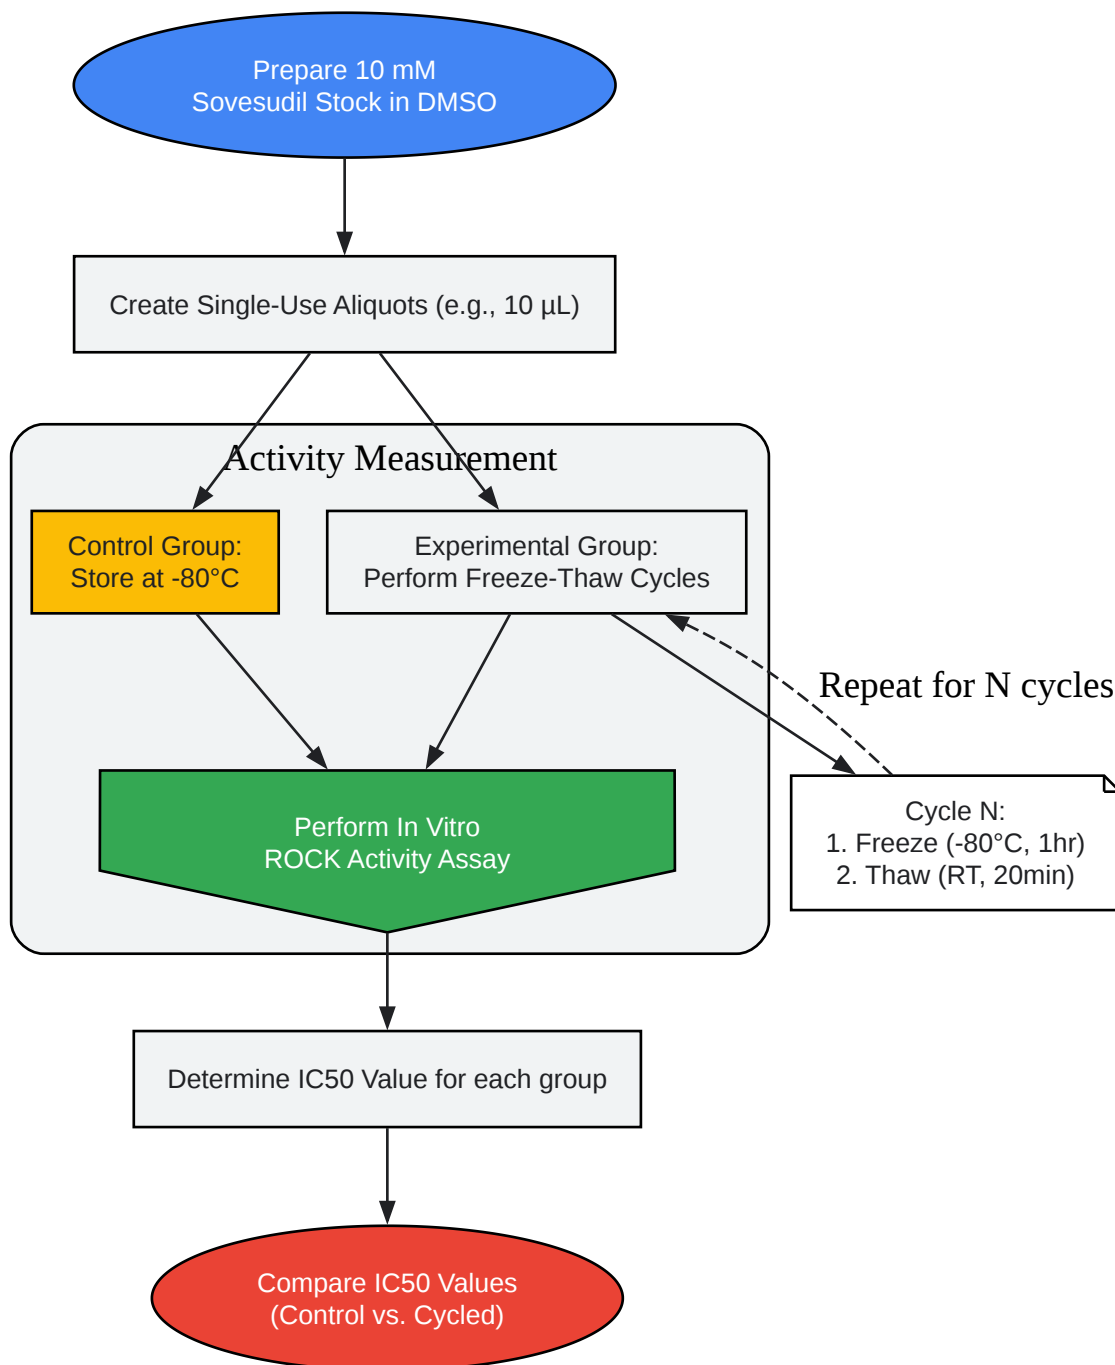 Prepare 10 mM
Sovesudil Stock in DMSO
Create Single-Use Aliquots (e.g., 10 µL)
Activity Measurement
Control Group:
Store at -80°C
Experimental Group:
Perform Freeze-Thaw Cycles
Repeat for N cycles
Cycle N:
1. Freeze (-80°C, 1hr)
2. Thaw (RT, 20min)
Perform In Vitro
ROCK Activity Assay
Determine IC50 Value for each group
Compare IC50 Values
(Control vs. Cycled)